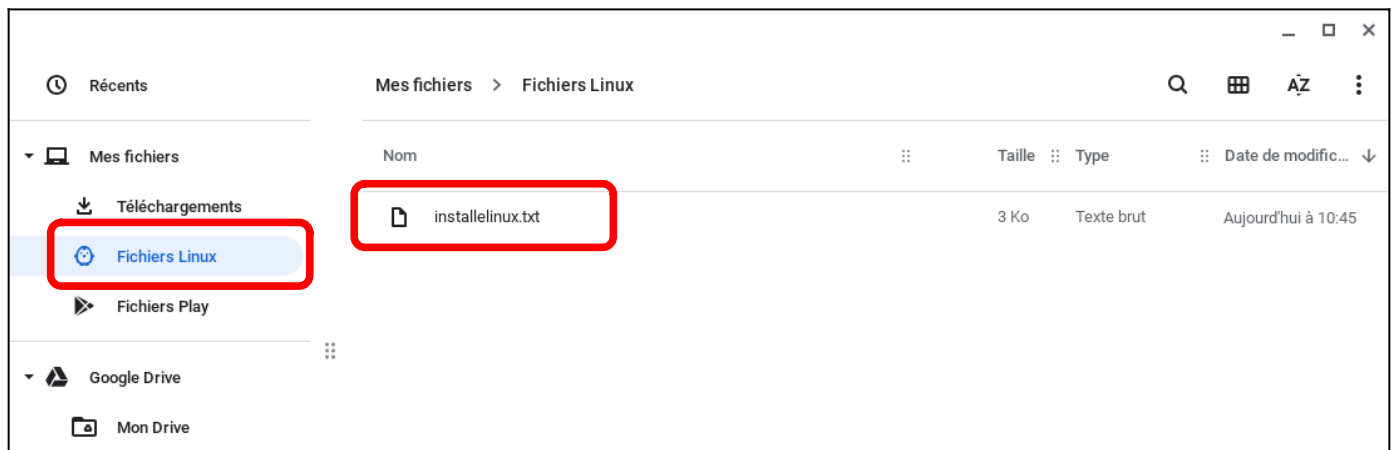 Récents
Mes fichiers > Fichiers Linux
AZ
Mes fichiers
Nom Taille Type Date de modific...
Téléchargements
installelinux.txt 3 Ko Texte brut Aujourd'hui à 10:45
Fichiers Linux
Fichiers Play
Google Drive
Mon Drive